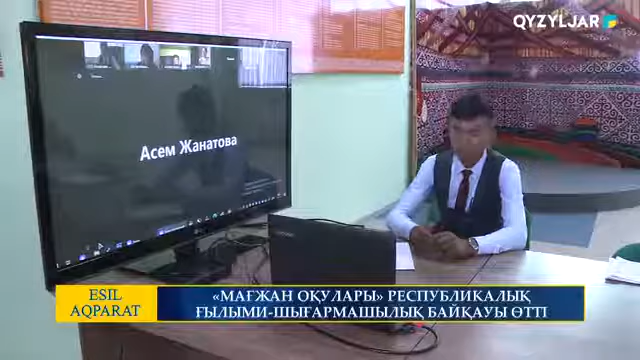 QYZYLJAR
Асем Жанатова
ESIL
AQPARAT
«МАҒЖАН ОҚУЛАРЫ» РЕСПУБЛИКАЛЫҚ
ҒЫЛЫМИ-ШЫҒАРМАШЫЛЫҚ БАЙҚАУЫ ӨТТІ